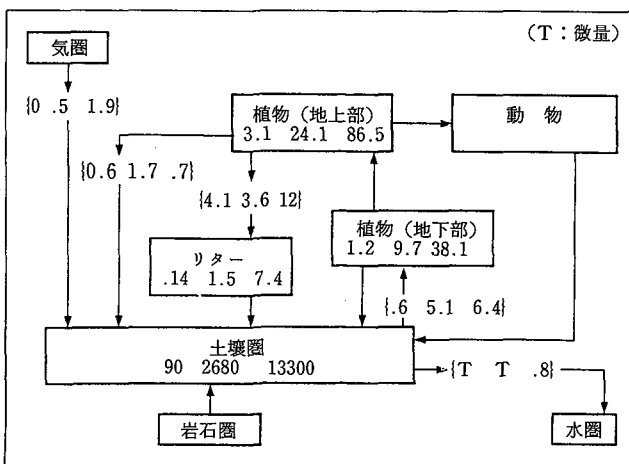 (T：微量)
気圏
{0 .5 1.9}
植物（地上部）
3.1 24.1 86.5
動 物
{0.6 1.7 .7}
{4.1 3.6 12}
植物（地下部）
1.2 9.7 38.1
リター
.14 1.5 7.4
{.6 5.1 6.4}
土壌圏
90 2680 13300
{T T .8}
岩石圏
水圏